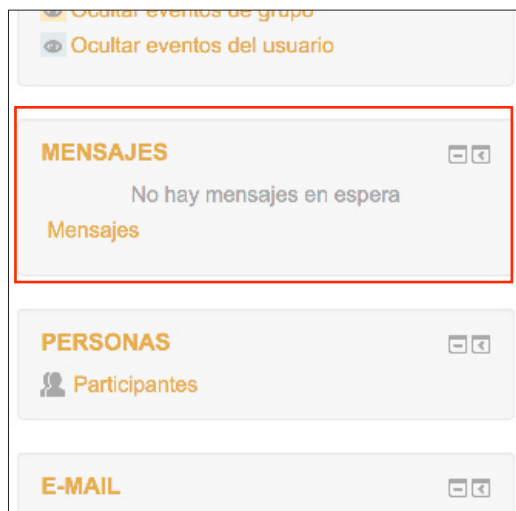 Ocultar eventos de grupo
Ocultar eventos del usuario
MENSAJES
No hay mensajes en espera
Mensajes
PERSONAS
Participantes
E-MAIL